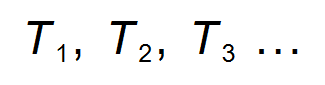 T₁, T₂, T₃ …